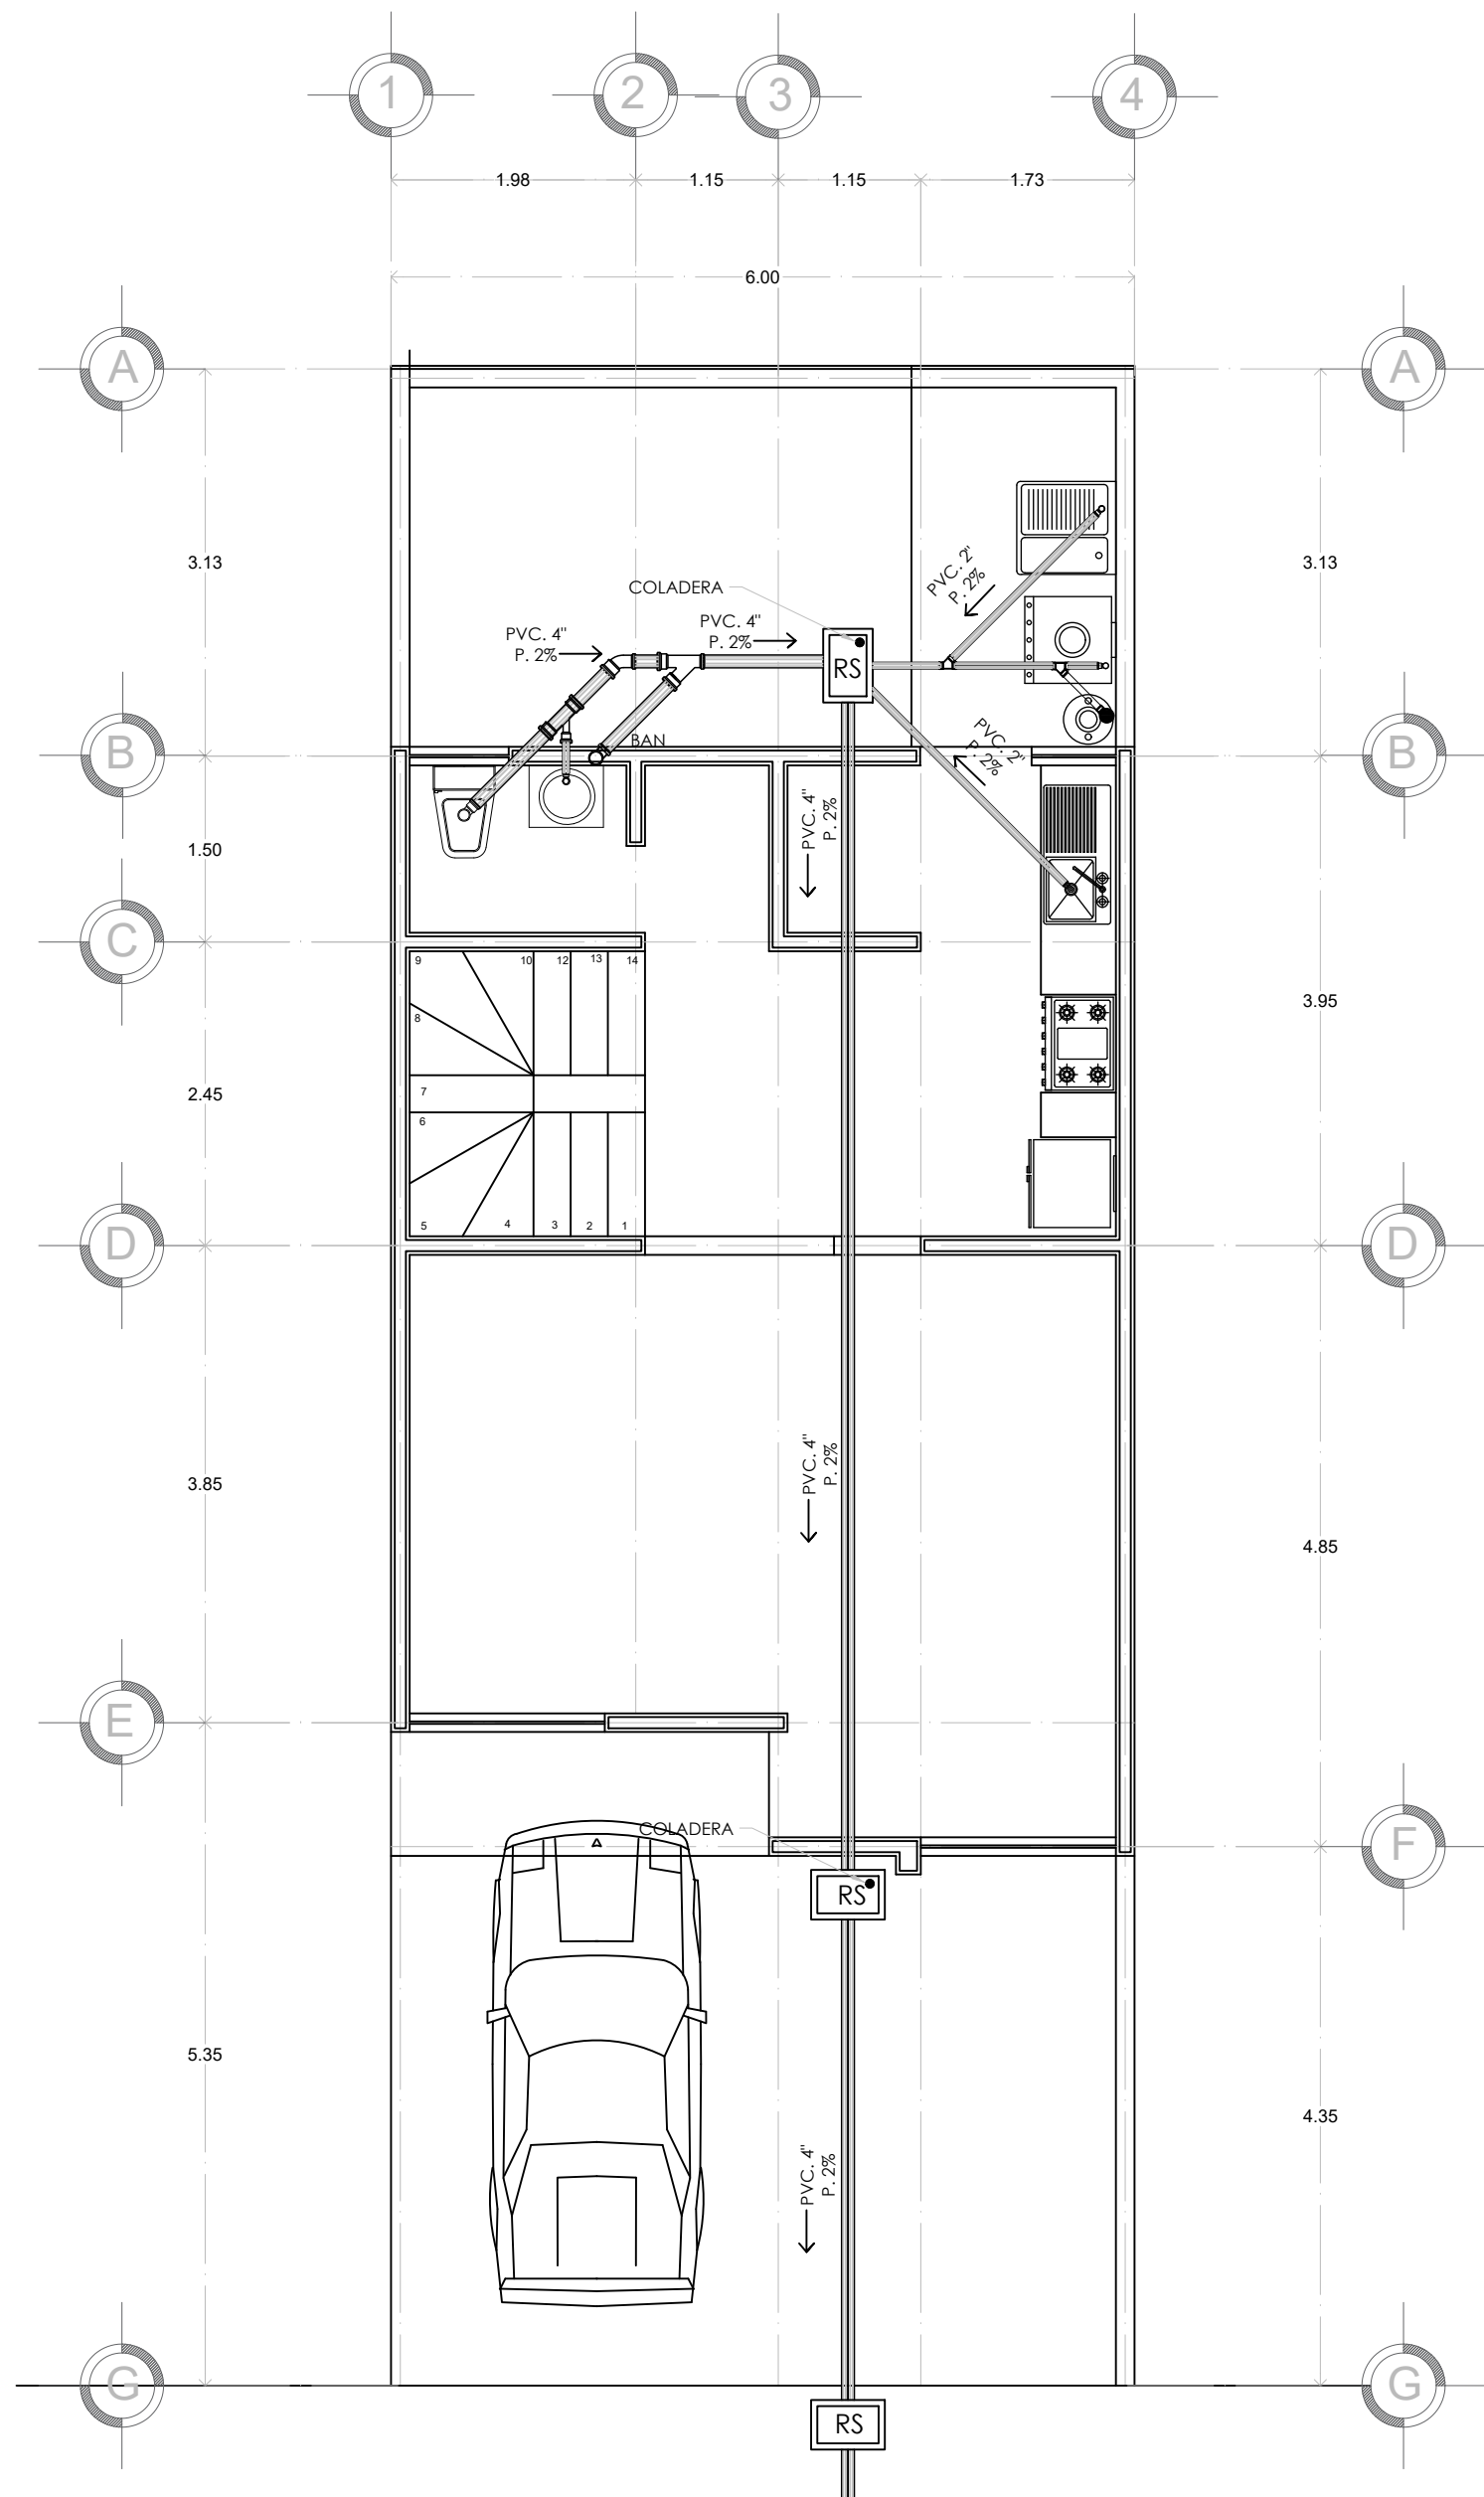 1
2
3
4
1.98
1.15
1.15
1.73
6.00
A
A
3.13
3.13
COLADERA
PVC. 2"
P. 2%
PVC. 4"
P. 2%
PVC. 4"
P. 2%
RS
B
BAN
PVC. 2"
P. 2%
B
PVC. 4"
P. 2%
1.50
C
9
10
12
13
14
8
3.95
7
2.45
6
5
4
3
2
1
D
D
PVC. 4"
P. 2%
3.85
4.85
E
COLADERA
F
RS
5.35
4.35
PVC. 4"
P. 2%
G
G
RS